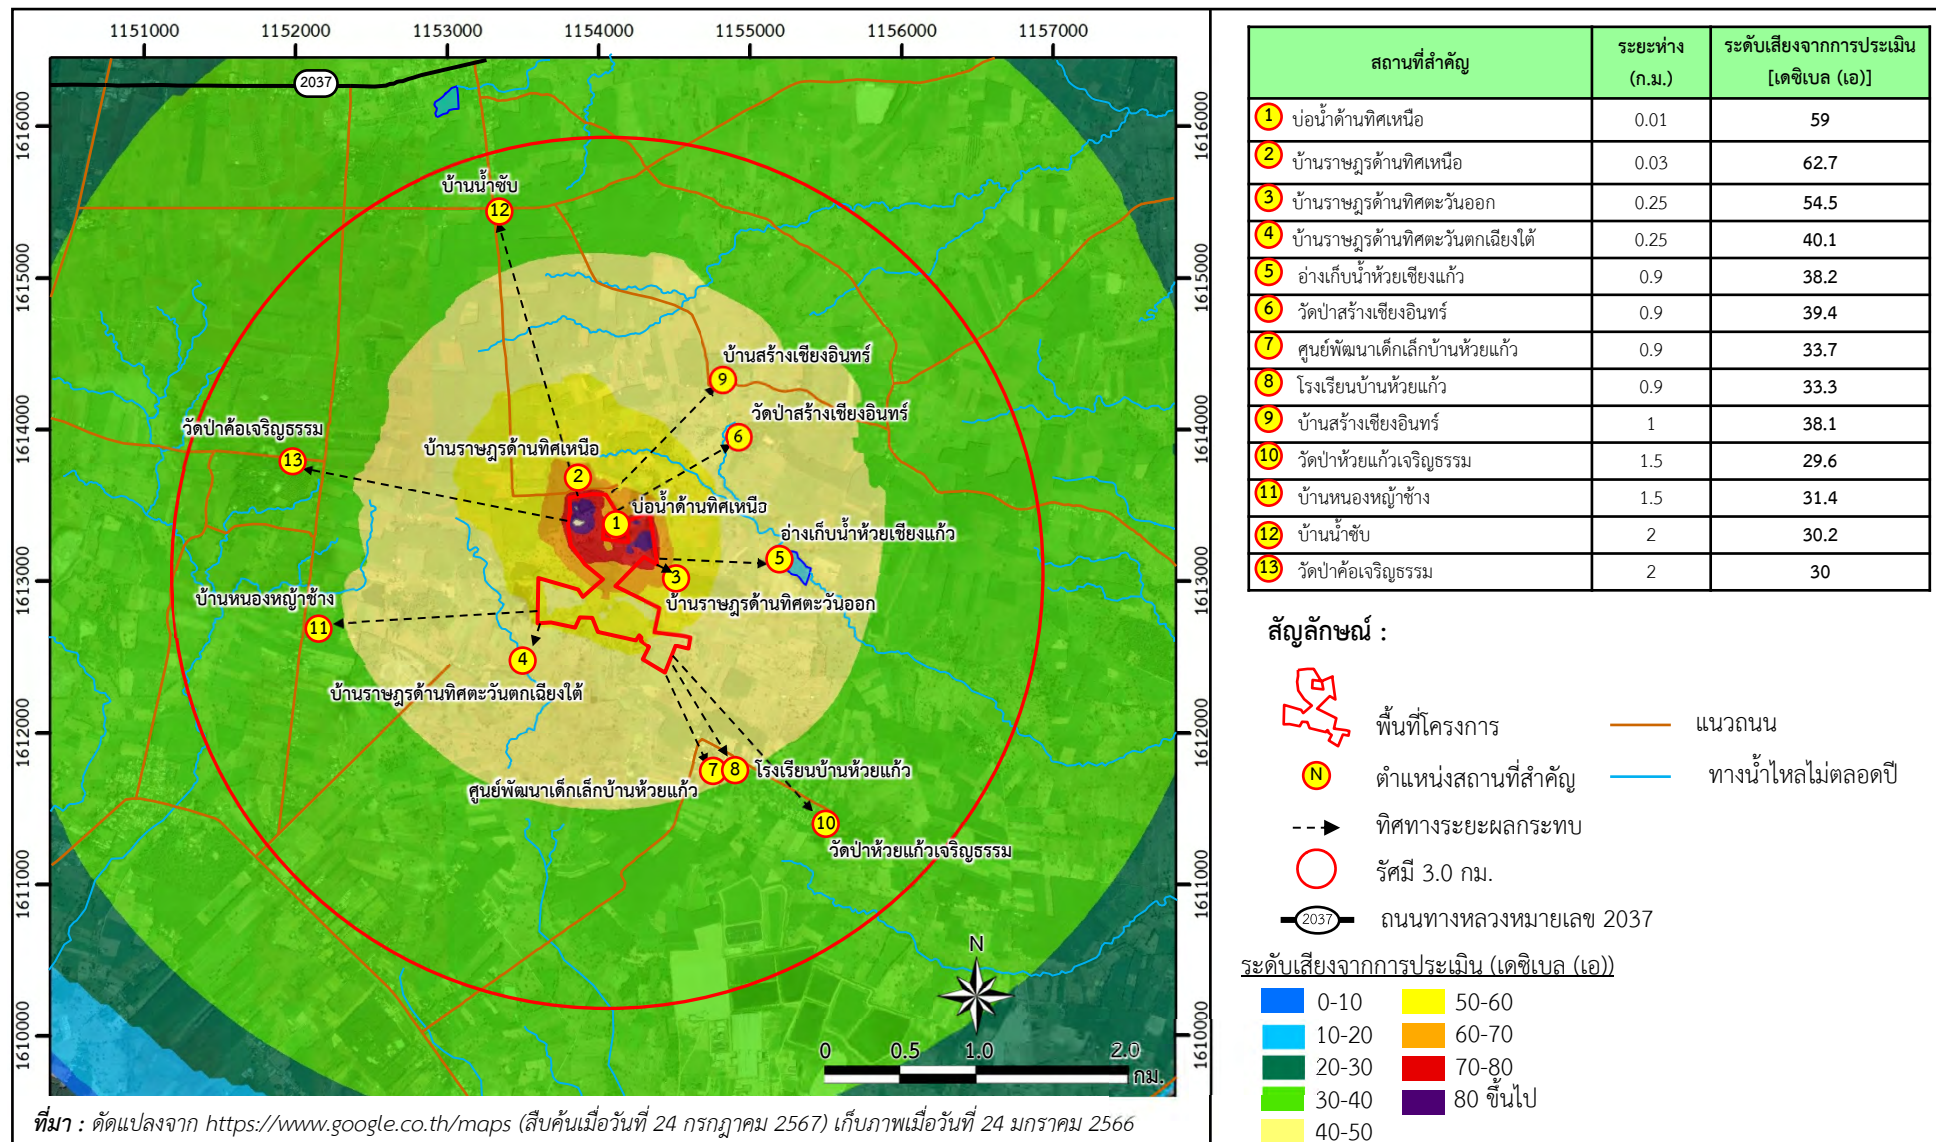 1151000 1152000 1153000 1154000 1155000 1156000 1157000
1616000 1616000
1615000 1615000
1614000 1614000
1613000 1613000
1612000 1612000
1611000 1611000
1610000 1610000
2037
บ้านน้ำซับ
12
บ้านสร้างเชียงอินทร์
9
วัดป่าสร้างเชียงอินทร์
6
วัดป่าค้อเจริญธรรม
13
บ้านราษฎรด้านทิศเหนือ
2
บ่อน้ำด้านทิศเหนือ
1
อ่างเก็บน้ำห้วยเชียงแก้ว
5
3
บ้านราษฎรด้านทิศตะวันออก
บ้านหนองหญ้าช้าง
11
4
บ้านราษฎรด้านทิศตะวันตกเฉียงใต้
7 8 โรงเรียนบ้านห้วยแก้ว
ศูนย์พัฒนาเด็กเล็กบ้านห้วยแก้ว
10
วัดป่าห้วยแก้วเจริญธรรม
N
0 0.5 1.0 2.0
กม.
ที่มา : ดัดแปลงจาก https://www.google.co.th/maps (สืบค้นเมื่อวันที่ 24 กรกฎาคม 2567) เก็บภาพเมื่อวันที่ 24 มกราคม 2566
สถานที่สำคัญ ระยะห่าง (ก.ม.) ระดับเสียงจากการประเมิน [เดซิเบล (เอ)]
1 บ่อน้ำด้านทิศเหนือ 0.01 59
2 บ้านราษฎรด้านทิศเหนือ 0.03 62.7
3 บ้านราษฎรด้านทิศตะวันออก 0.25 54.5
4 บ้านราษฎรด้านทิศตะวันตกเฉียงใต้ 0.25 40.1
5 อ่างเก็บน้ำห้วยเชียงแก้ว 0.9 38.2
6 วัดป่าสร้างเชียงอินทร์ 0.9 39.4
7 ศูนย์พัฒนาเด็กเล็กบ้านห้วยแก้ว 0.9 33.7
8 โรงเรียนบ้านห้วยแก้ว 0.9 33.3
9 บ้านสร้างเชียงอินทร์ 1 38.1
10 วัดป่าห้วยแก้วเจริญธรรม 1.5 29.6
11 บ้านหนองหญ้าช้าง 1.5 31.4
12 บ้านน้ำซับ 2 30.2
13 วัดป่าค้อเจริญธรรม 2 30
สัญลักษณ์ :
พื้นที่โครงการ แนวถนน
N ตำแหน่งสถานที่สำคัญ ทางน้ำไหลไม่ตลอดปี
ทิศทางระยะผลกระทบ
รัศมี 3.0 กม.
2037 ถนนทางหลวงหมายเลข 2037
ระดับเสียงจากการประเมิน (เดซิเบล (เอ))
0-10 50-60
10-20 60-70
20-30 70-80
30-40 80 ขึ้นไป
40-50